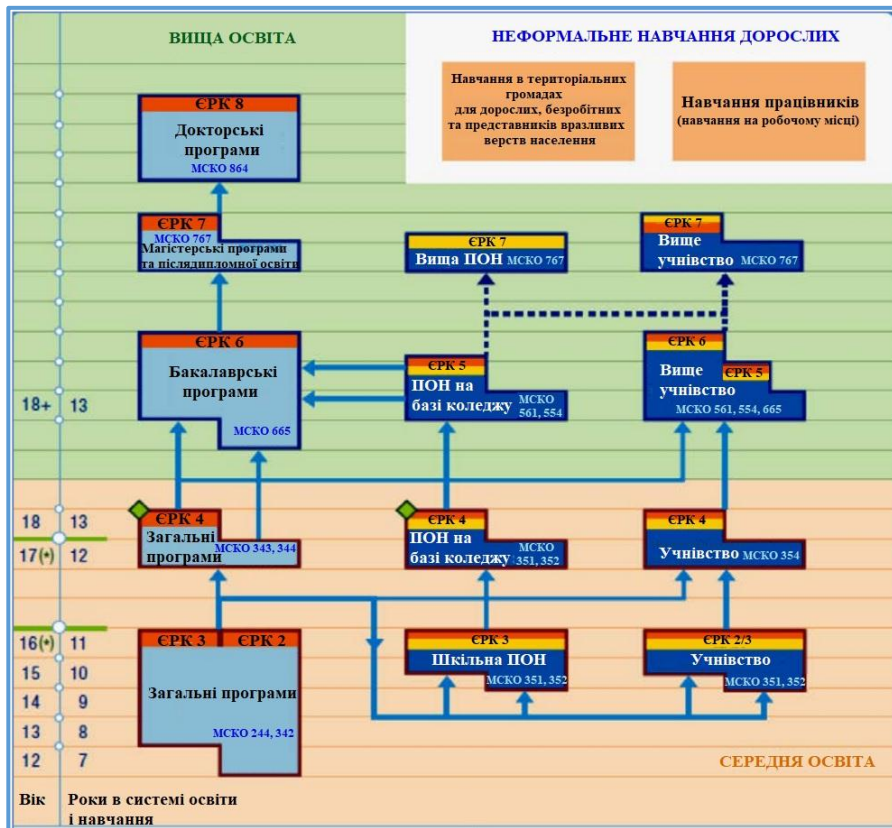 ВИЩА ОСВІТА
НЕФОРМАЛЬНЕ НАВЧАННЯ ДОРОСЛИХ
Навчання в територіальних
громадах
для дорослих, безробітних
та представників вразливих
верств населення
Навчання працівників
(навчання на робочому місці)
ЄРК 8
Докторські
програми
МСКО 864
ЄРК 7
МСКО 767
Магістерські програми
та післядипломної освіти
ЄРК 7
Вища ПОН МСКО 767
ЄРК 7
Вище
учнівство МСКО 767
ЄРК 6
Бакалаврські
програми
МСКО 665
ЄРК 5
ПОН на
базі коледжу
МСКО
561, 554
ЄРК 6
ЄРК 5
Вище
учнівство
МСКО 561, 554, 665
18+ 13
18 13
17(*) 12
ЄРК 4
Загальні
програми
МСКО 343, 344
ЄРК 4
ПОН на
базі коледжу
МСКО
351, 352
ЄРК 4
Учнівство МСКО 354
16(*) 11
15 10
14 9
13 8
12 7
ЄРК 3 ЄРК 2
Загальні програми
МСКО 244, 342
ЄРК 3
Шкільна ПОН
МСКО 351, 352
ЄРК 2/3
Учнівство
МСКО 351, 352
СЕРЕДНЯ ОСВІТА
Вік
Роки в системі освіти
і навчання